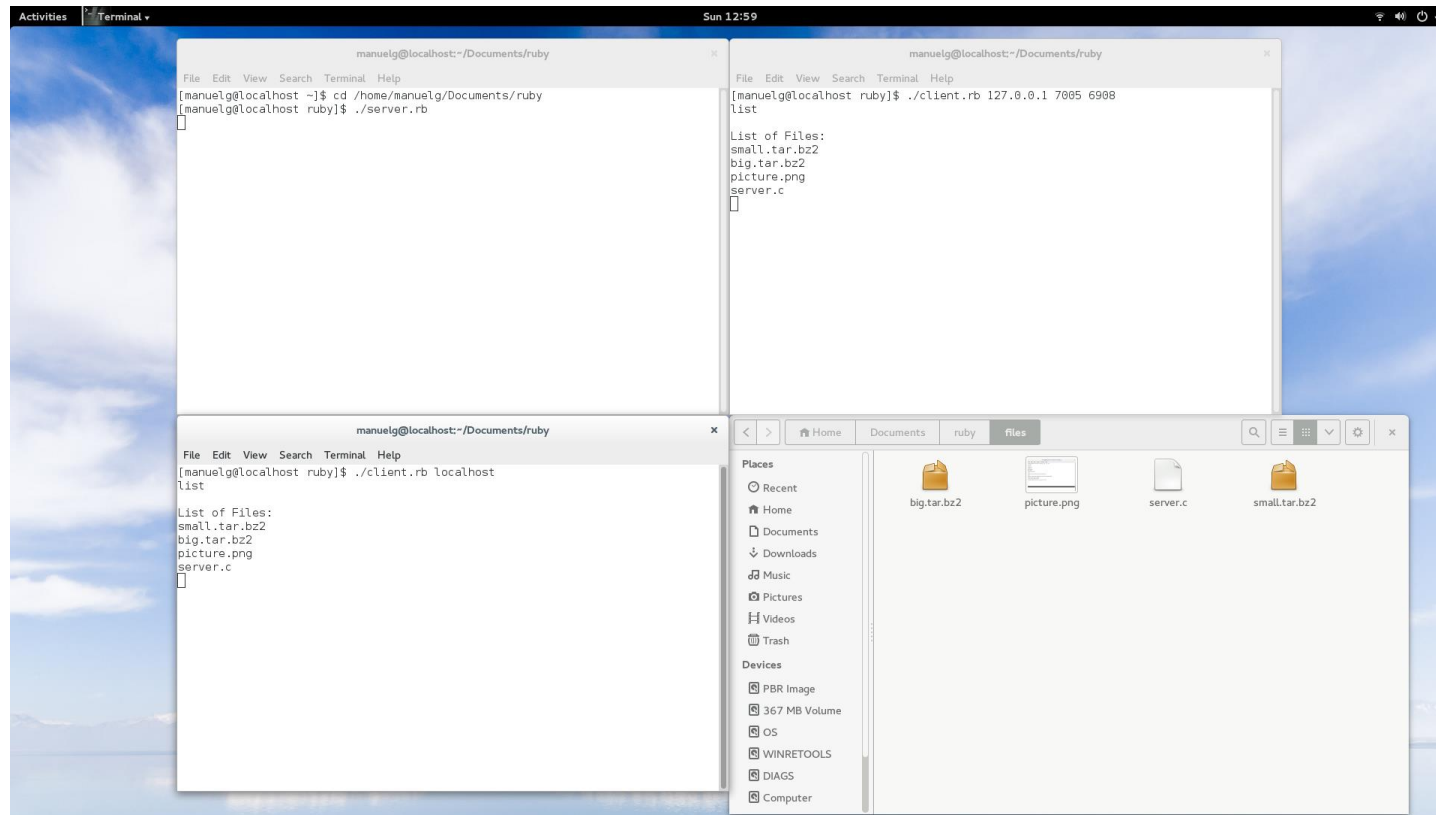 Activities Terminal Sun 12:59
manuelg@localhost:~/Documents/ruby
File Edit View Search Terminal Help
[manuelg@localhost ~]$ cd /home/manuelg/Documents/ruby
[manuelg@localhost ruby]$ ./server.rb
manuelg@localhost:~/Documents/ruby
File Edit View Search Terminal Help
[manuelg@localhost ruby]$ ./client.rb 127.0.0.1 7005 6908
list
List of Files:
small.tar.bz2
big.tar.bz2
picture.png
server.c
manuelg@localhost:~/Documents/ruby
File Edit View Search Terminal Help
[manuelg@localhost ruby]$ ./client.rb localhost
list
List of Files:
small.tar.bz2
big.tar.bz2
picture.png
server.c
Home Documents ruby files
Places
Recent
Home
Documents
Downloads
Music
Pictures
Videos
Trash
Devices
PBR Image
367 MB Volume
OS
WINRETOOLS
DIAGS
Computer
big.tar.bz2 picture.png server.c small.tar.bz2